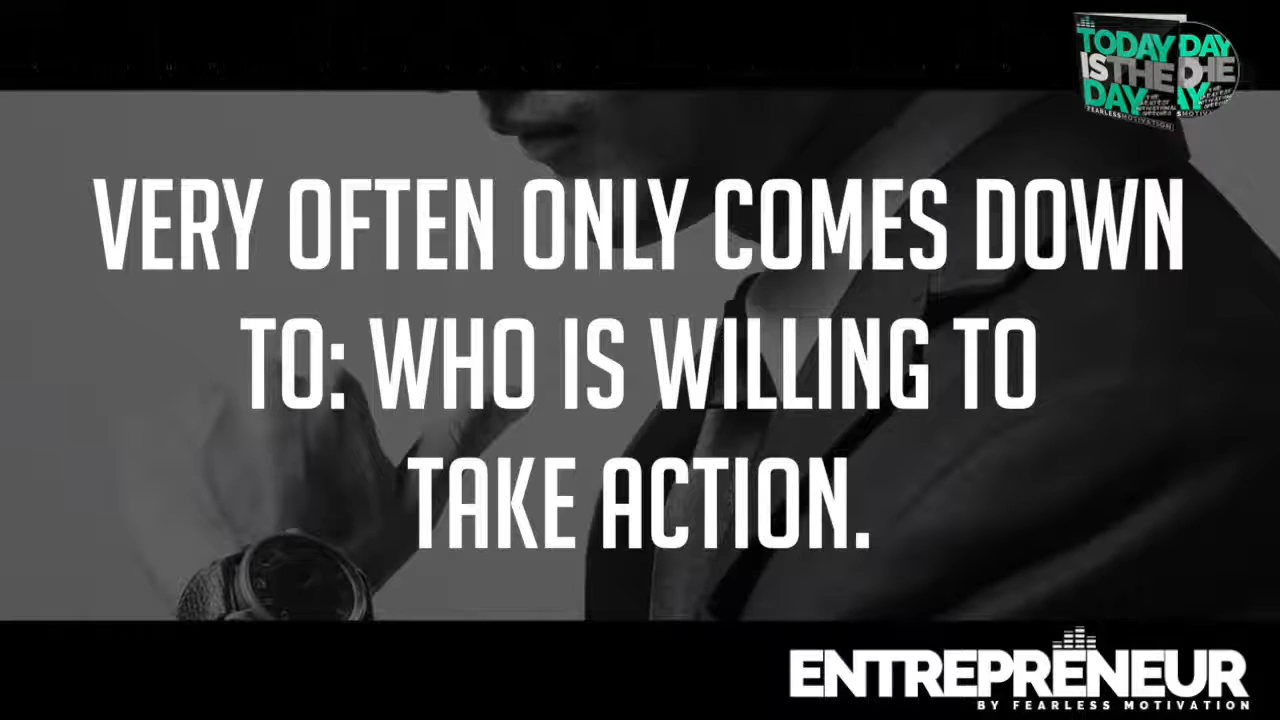 TODAY
IS THE
DAY
FEARLESS MOTIVATION
VERY OFTEN ONLY COMES DOWN
TO: WHO IS WILLING TO
TAKE ACTION.
ENTREPRENEUR
BY FEARLESS MOTIVATION